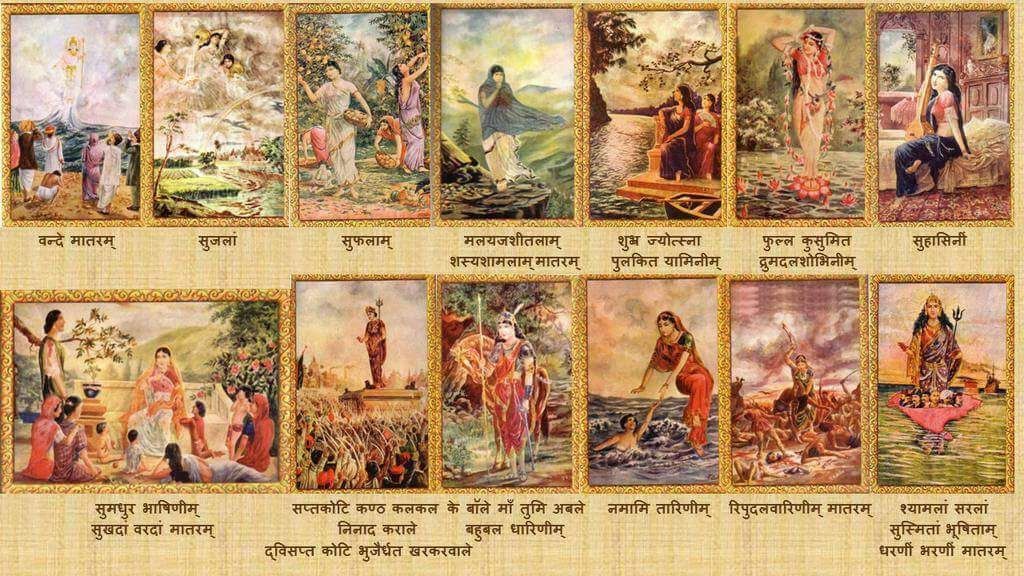 वन्दे मातरम्
सुजलां
सुफलाम्
मलयजशीतलाम्
शस्यशामलाम् मातरम्
शुभ्र ज्योत्स्ना
पुलकित यामिनीम्
फुल्ल कुसुमित
द्रुमदलशोभिनीम्
सुहासिनीं
सुमधुर भाषिणीम्
सुखदां वरदां मातरम्
सप्तकोटि कण्ठ कलकल
निनाद कराले
द्विसप्त कोटि भुजैर्धत खरकरवाले
के बॉले माँ तुमि अबले
बहुबल धारिणीम्
नमामि तारिणीम्
रिपुदलवारिणीम् मातरम्
श्यामलां सरलां
सुस्मितां भूषिताम्
धरणीं भरणीं मातरम्